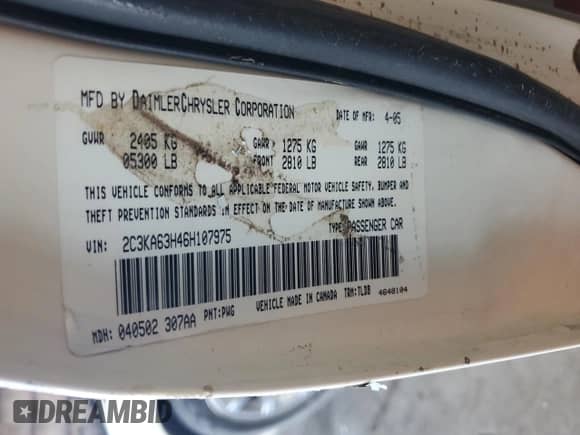 MFD BY DAIMLERCHRYSLER CORPORATION DATE OF MFR: 4-05
GVWR 2405 KG GAWR 1275 KG GAWR 1275 KG
05300 LB FRONT 2810 LB REAR 2810 LB
THIS VEHICLE CONFORMS TO ALL APPLICABLE FEDERAL MOTOR VEHICLE SAFETY, BUMPER AND
THEFT PREVENTION STANDARDS IN EFFECT ON THE DATE OF MANUFACTURE SHOWN ABOVE.
VIN: 2C3KA63H46H107975 TYPE: PASSENGER CAR
MDH: 040502 307AA PNT: PWG VEHICLE MADE IN CANADA TRM: TLDB 4648104
DREAMBID